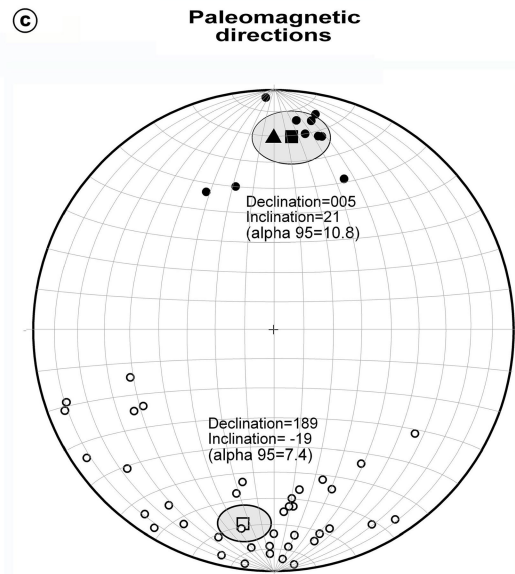 c
Paleomagnetic
directions
Declination=005
Inclination=21
(alpha 95=10.8)
Declination=189
Inclination= -19
(alpha 95=7.4)